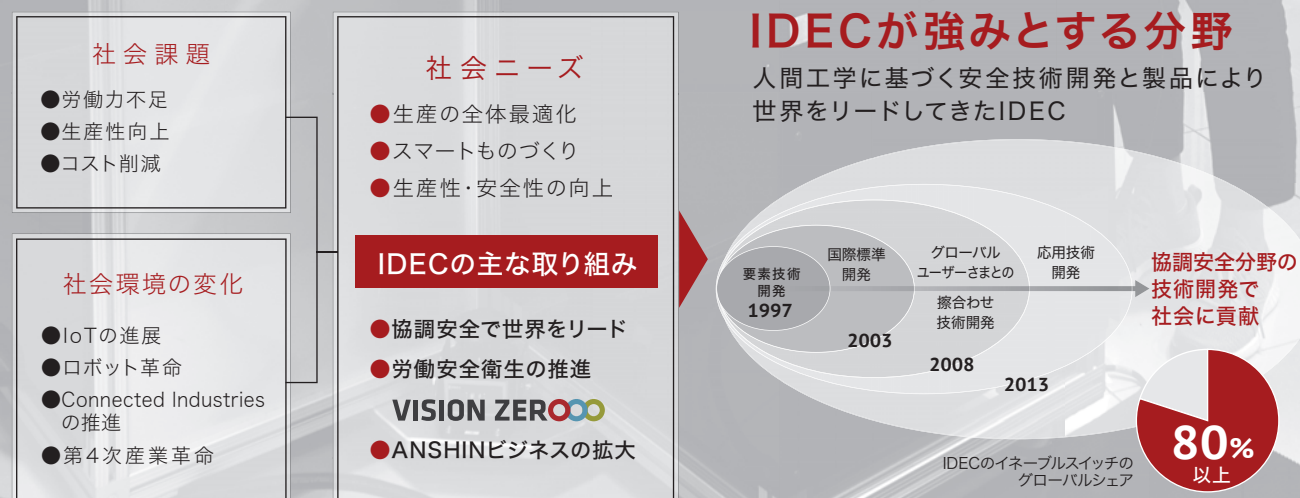 社会課題
●労働力不足
●生産性向上
●コスト削減
社会環境の変化
●IoTの進展
●ロボット革命
●Connected Industries
の推進
●第4次産業革命
社会ニーズ
●生産の全体最適化
●スマートものづくり
●生産性・安全性の向上
IDECの主な取り組み
●協調安全で世界をリード
●労働安全衛生の推進
VISION ZEROOO
●ANSHINビジネスの拡大
IDECが強みとする分野
人間工学に基づく安全技術開発と製品により
世界をリードしてきたIDEC
要素技術
開発
1997
国際標準
開発
2003
グローバル
ユーザーさまとの
擦合わせ
技術開発
2008
応用技術
開発
2013
協調安全分野の
技術開発で
社会に貢献
80%
以上
IDECのイネーブルスイッチの
グローバルシェア